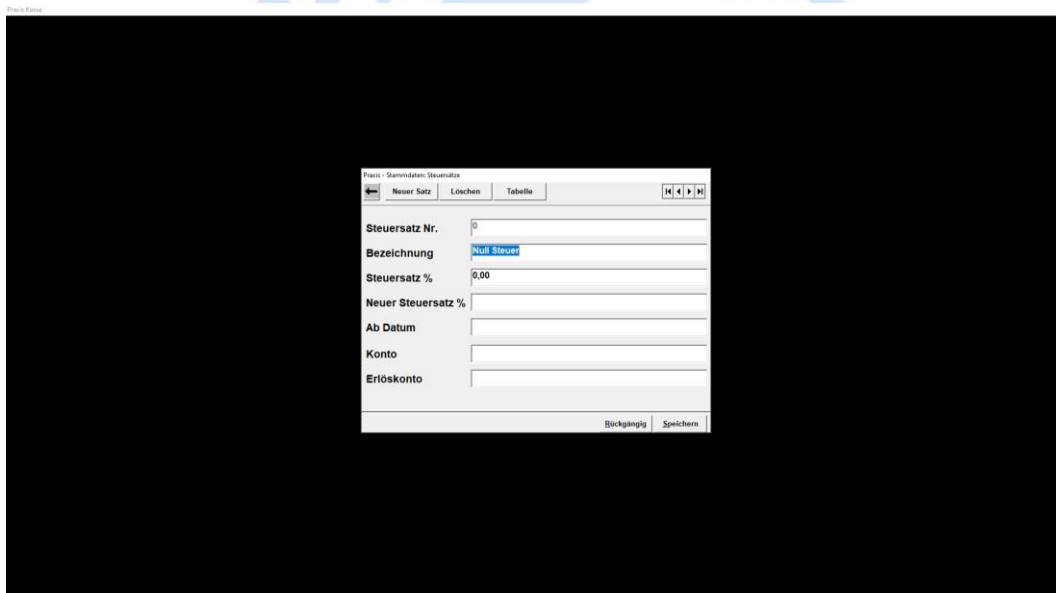 Praxis Kasse
Praxis - Stammdaten: Steuersätze
Neuer Satz Löschen Tabelle
Steuersatz Nr. 0
Bezeichnung Null Steuer
Steuersatz % 0,00
Neuer Steuersatz %
Ab Datum
Konto
Erlöskonto
Rückgängig Speichern